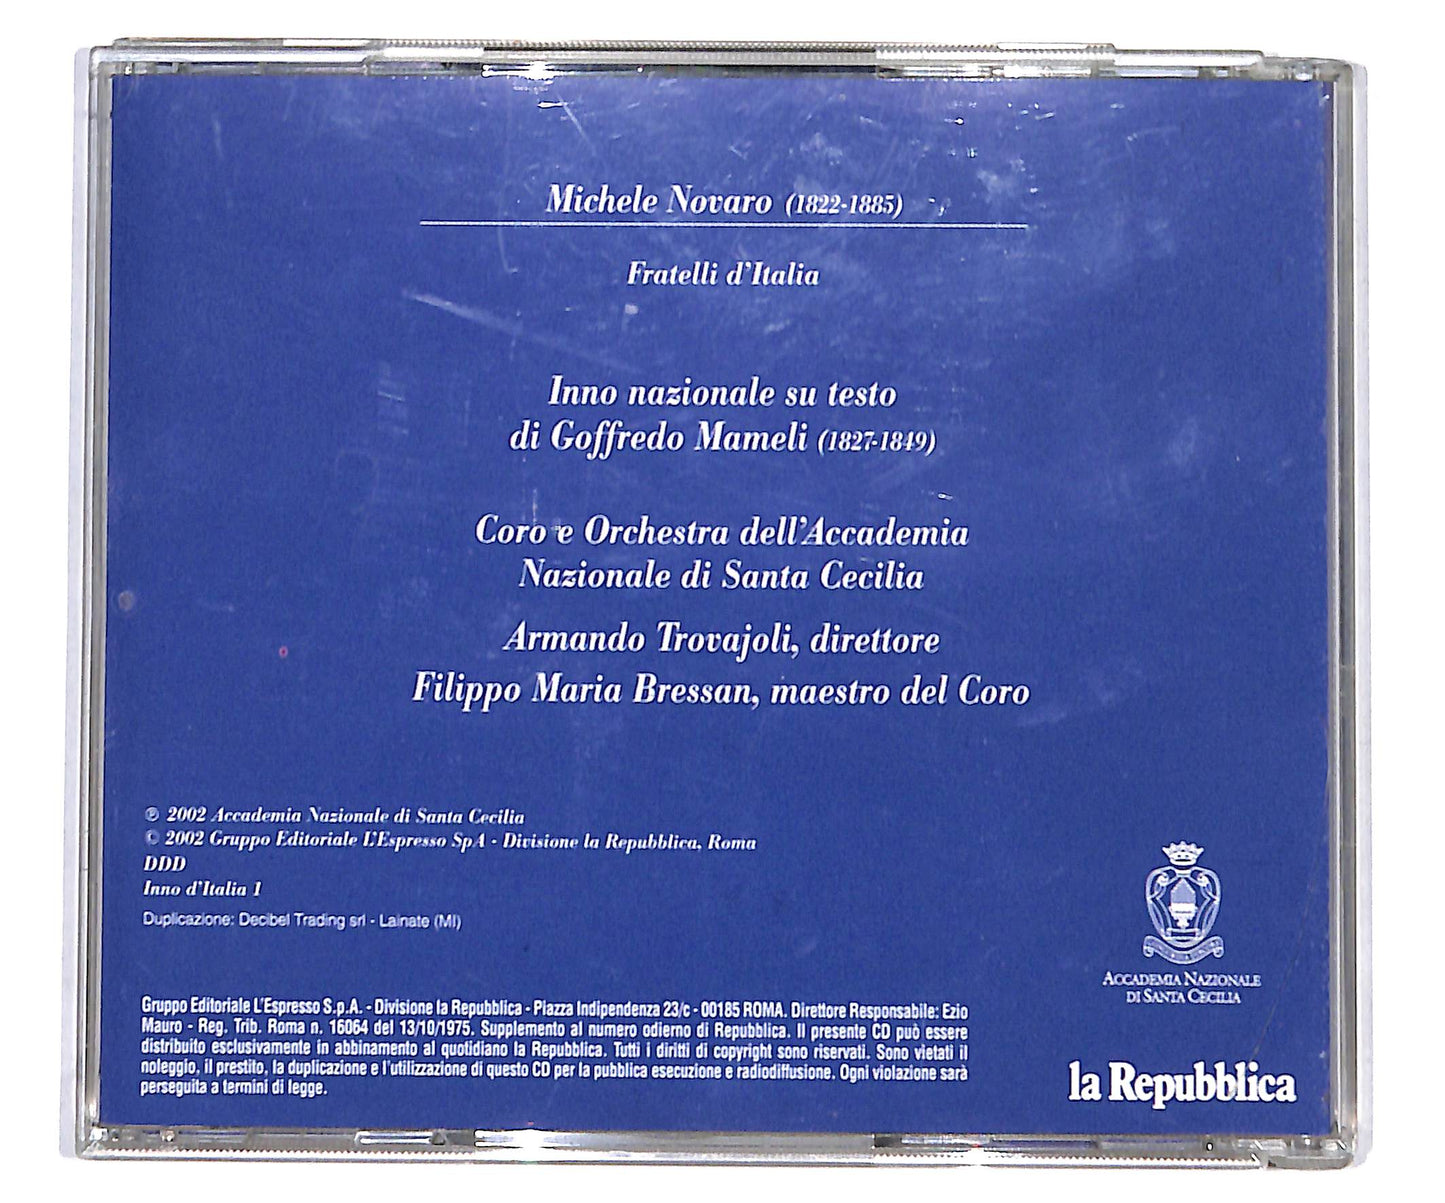 Michele Novaro (1822-1885)
Fratelli d'Italia
Inno nazionale su testo
di Goffredo Mameli (1827-1849)
Coro e Orchestra dell'Accademia
Nazionale di Santa Cecilia
Armando Trovajoli, direttore
Filippo Maria Bressan, maestro del Coro
℗ 2002 Accademia Nazionale di Santa Cecilia
© 2002 Gruppo Editoriale L'Espresso SpA - Divisione la Repubblica, Roma
DDD
Inno d'Italia 1
Duplicazione: Decibel Trading srl - Lainate (MI)
Gruppo Editoriale L'Espresso S.p.A. - Divisione la Repubblica - Piazza Indipendenza 23/c - 00185 ROMA. Direttore Responsabile: Ezio
Mauro - Reg. Trib. Roma n. 16064 del 13/10/1975. Supplemento al numero odierno di Repubblica. Il presente CD può essere
distribuito esclusivamente in abbinamento al quotidiano la Repubblica. Tutti i diritti di copyright sono riservati. Sono vietati il
noleggio, il prestito, la duplicazione e l'utilizzazione di questo CD per la pubblica esecuzione e radiodiffusione. Ogni violazione sarà
perseguita a termini di legge.
ACCADEMIA NAZIONALE
DI SANTA CECILIA
la Repubblica